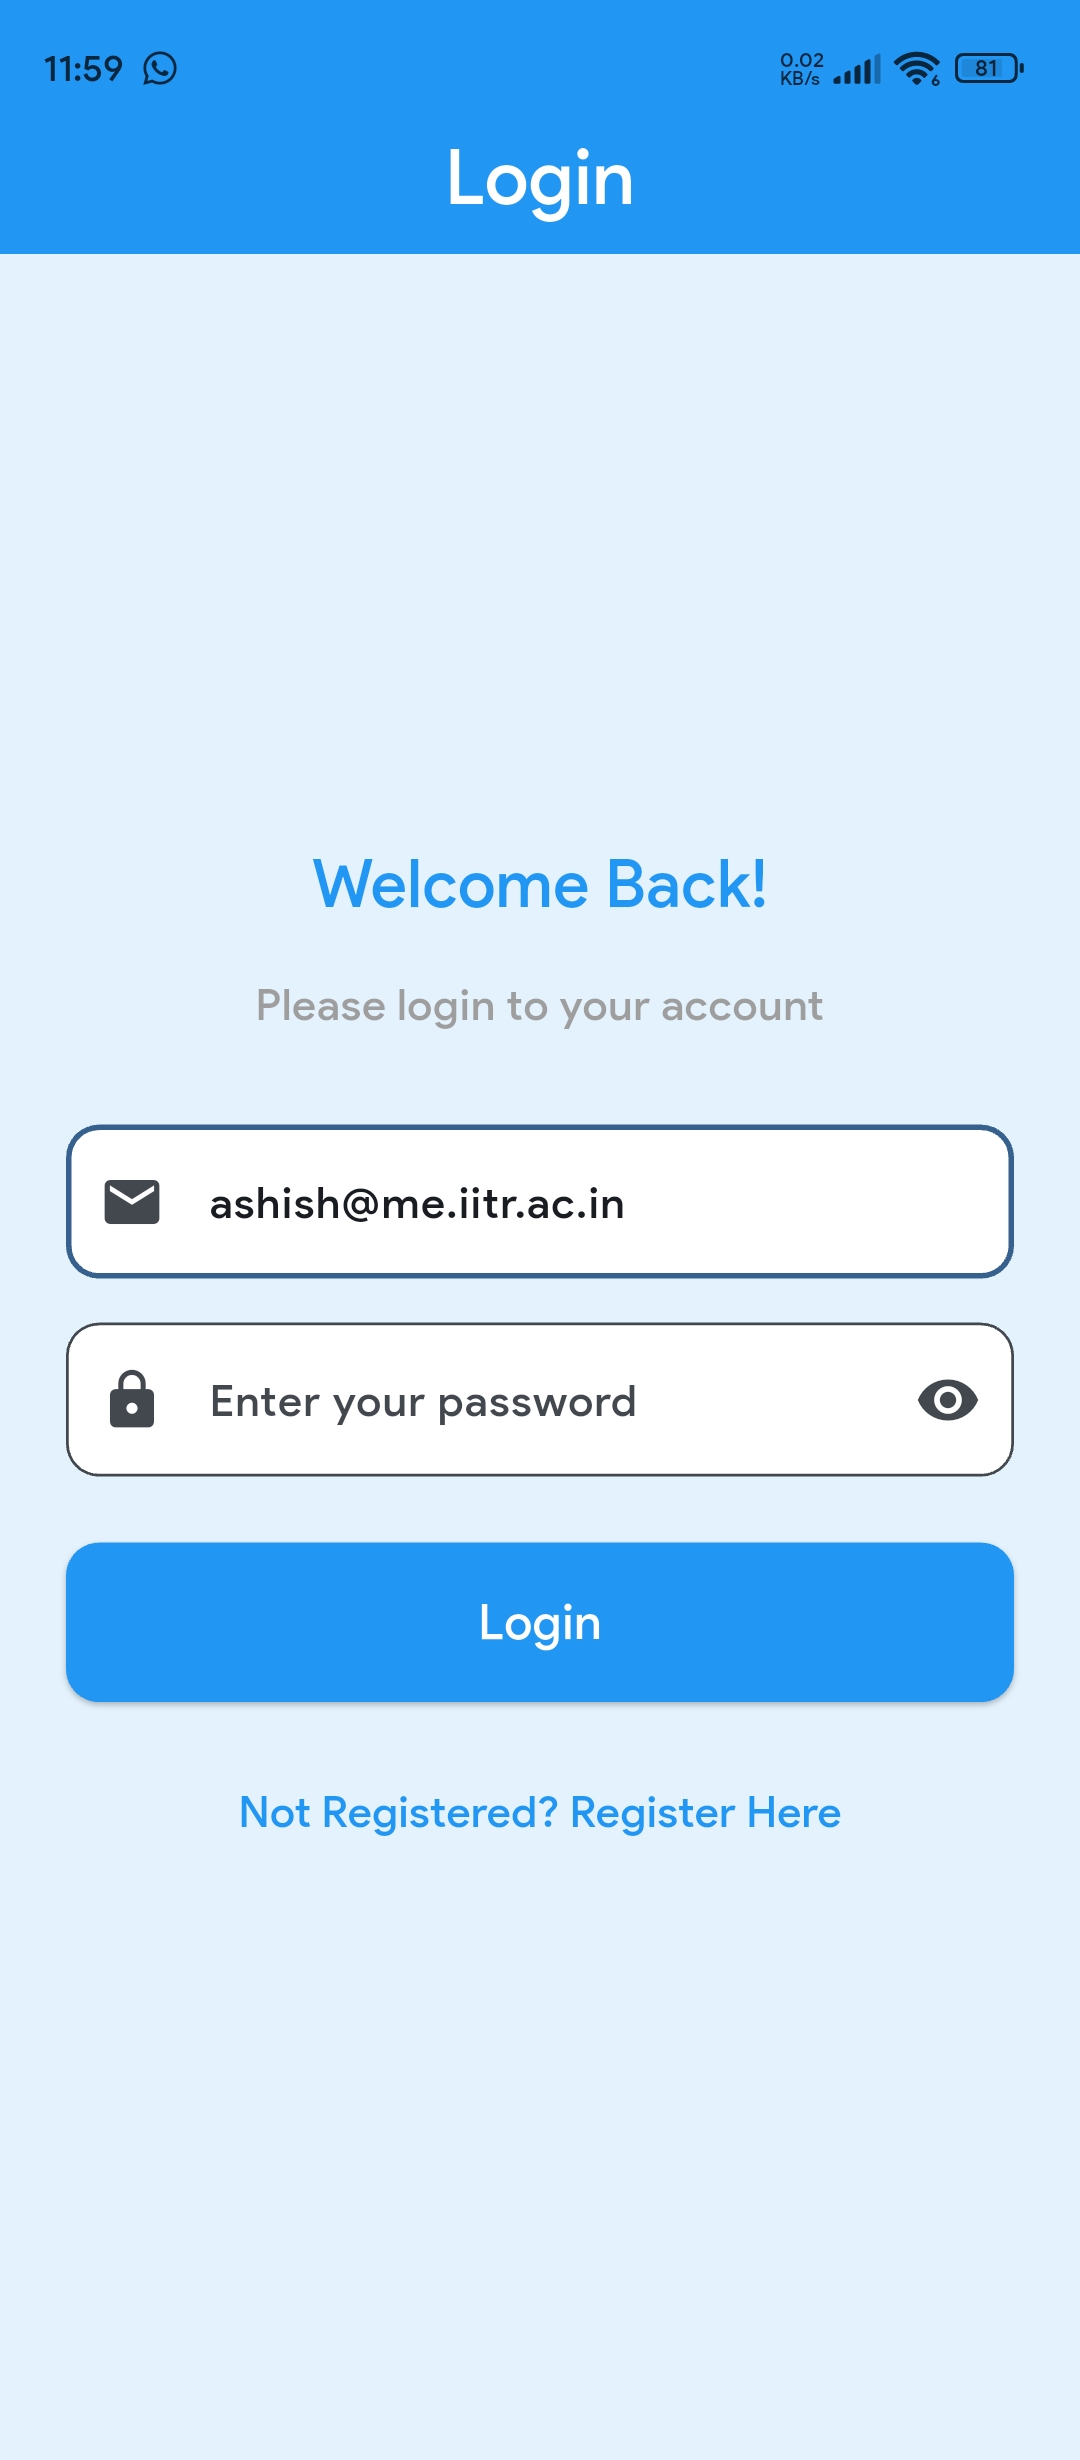 11:59
0.02
KB/s
6
81
Login
Welcome Back!
Please login to your account
ashish@me.iitr.ac.in
Enter your password
Login
Not Registered? Register Here